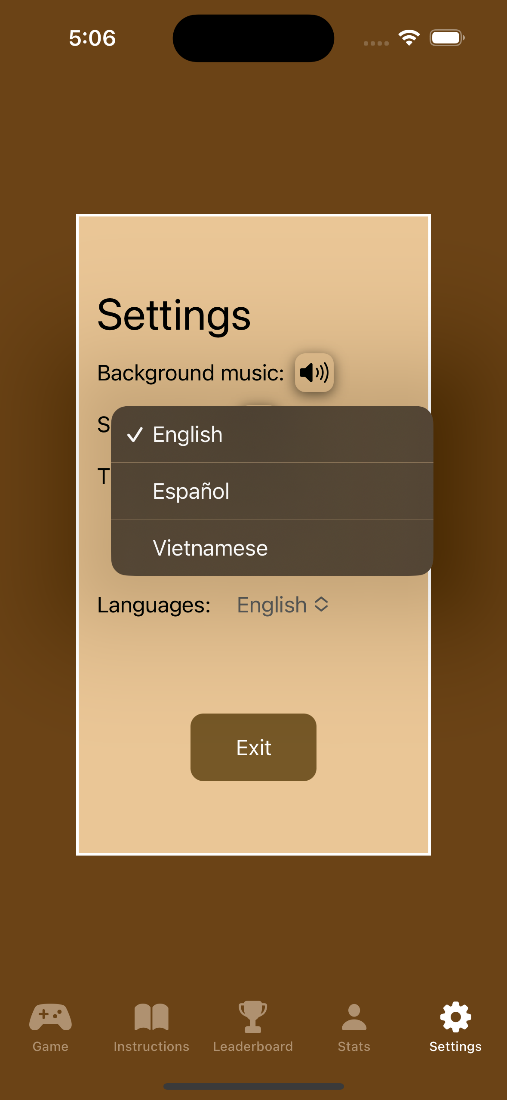 5:06
Settings
Background music:
S
English
Español
T
Vietnamese
Languages: English
Exit
Game Instructions Leaderboard Stats Settings